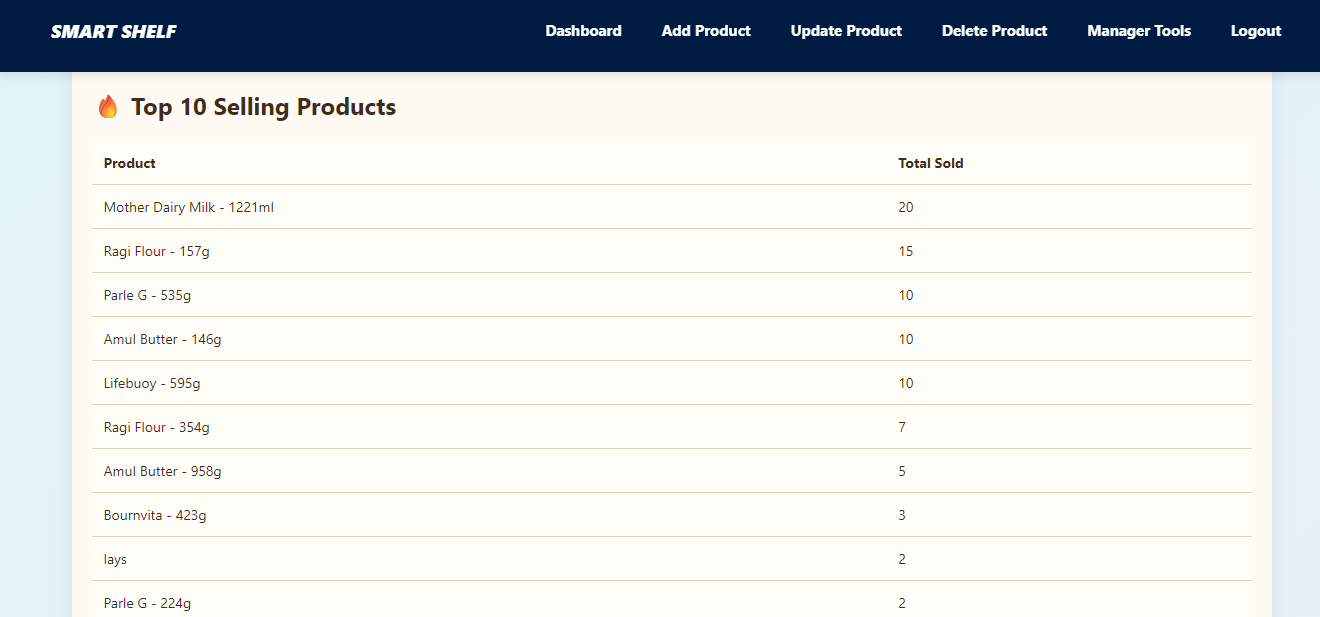 SMART SHELF
Dashboard Add Product Update Product Delete Product Manager Tools Logout
Top 10 Selling Products
Product Total Sold
Mother Dairy Milk - 1221ml 20
Ragi Flour - 157g 15
Parle G - 535g 10
Amul Butter - 146g 10
Lifebuoy - 595g 10
Ragi Flour - 354g 7
Amul Butter - 958g 5
Bournvita - 423g 3
lays 2
Parle G - 224g 2